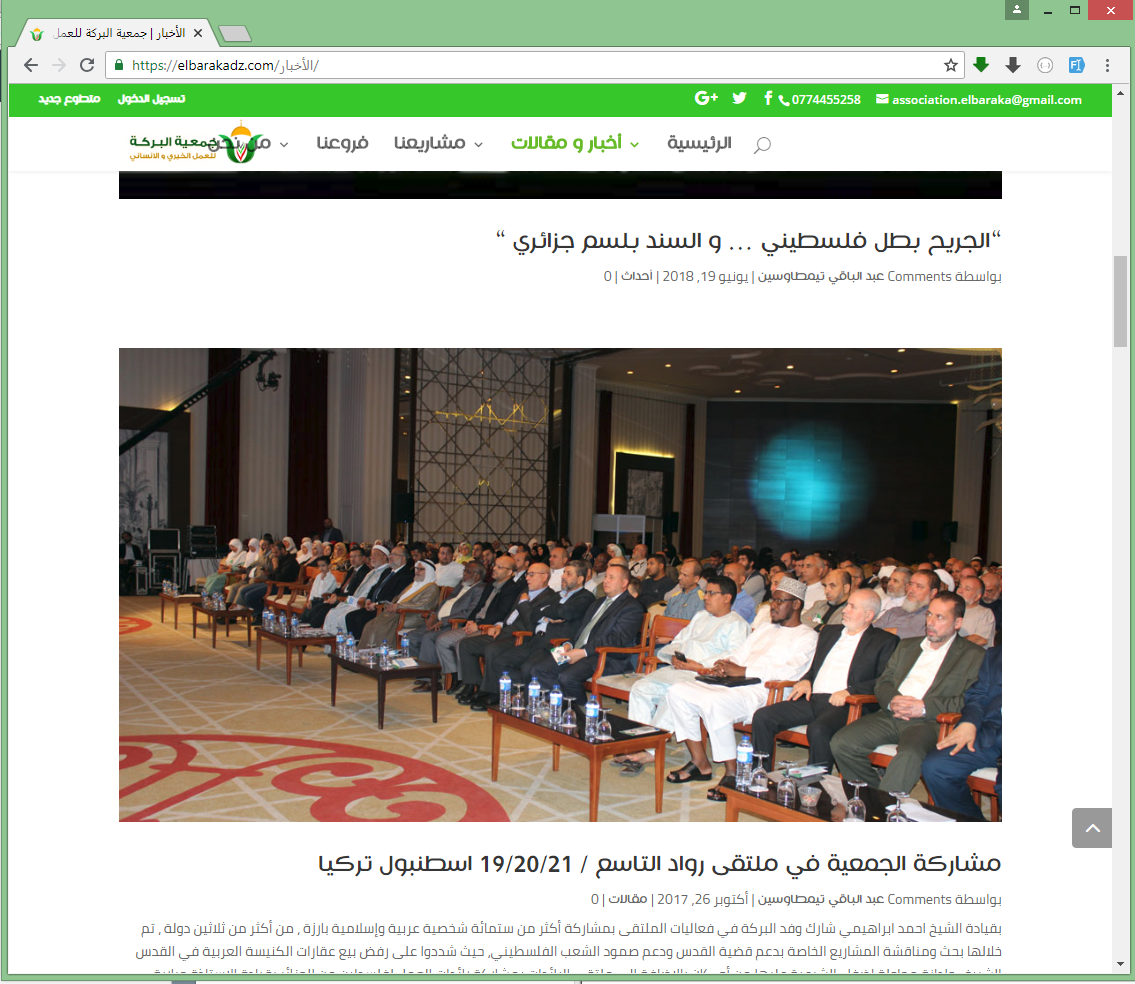 الأخبار | جمعية البركة للعمل
https://elbarakadz.com/الأخبار/
متطوع جديد
تسجيل الدخول
G+
0774455258
association.elbaraka@gmail.com
جمعية البركة
للعمل الخيري و الانساني
من نحن
فروعنا
مشاريعنا
أخبار و مقالات
الرئيسية
“الجريح بطل فلسطيني … و السند بلسم جزائري “
بواسطة Comments عبد الباقي تيمطاوسين | يونيو 19, 2018 | أحداث | 0
مشاركة الجمعية في ملتقى رواد التاسع / 19/20/21 اسطنبول تركيا
بواسطة Comments عبد الباقي تيمطاوسين | أكتوبر 26, 2017 | مقالات | 0
بقيادة الشيخ احمد ابراهيمي شارك وفد البركة في فعاليات الملتقى بمشاركة أكثر من ستمائة شخصية عربية وإسلامية بارزة , من أكثر من ثلاثين دولة , تم
خلالها بحث ومناقشة المشاريع الخاصة بدعم قضية القدس ودعم صمود الشعب الفلسطيني, حيث شددوا على رفض بيع عقارات الكنيسة العربية في القدس